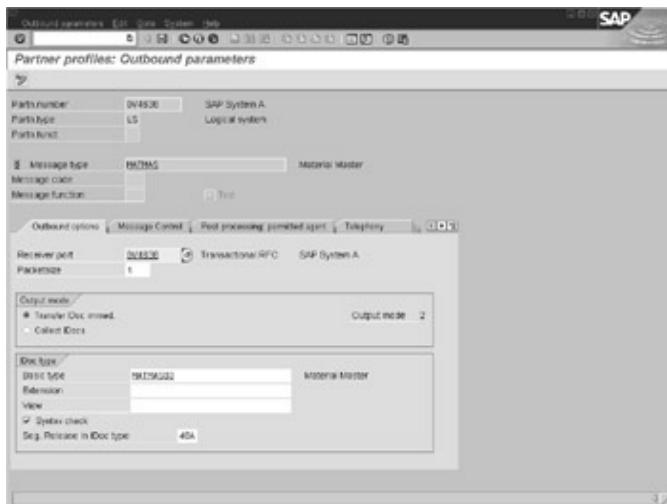 Outbound parameters Edit Goto System Help
SAP
Partner profiles: Outbound parameters
Partn.number 0V4630 SAP System A
Partn.type LS Logical system
Partn.funct.
Message type MATMAS Material Master
Message code
Message function Test
Outbound options Message Control Post processing: permitted agent Telephony
Receiver port 0V4630 Transactional RFC SAP System A
Packetsize 1
Output mode
Transfer IDoc immed. Output mode 2
Collect IDocs
IDoc type
Basic type MATMAS03 Material Master
Extension
View
Syntax check
Seg. Release in IDoc type 46A